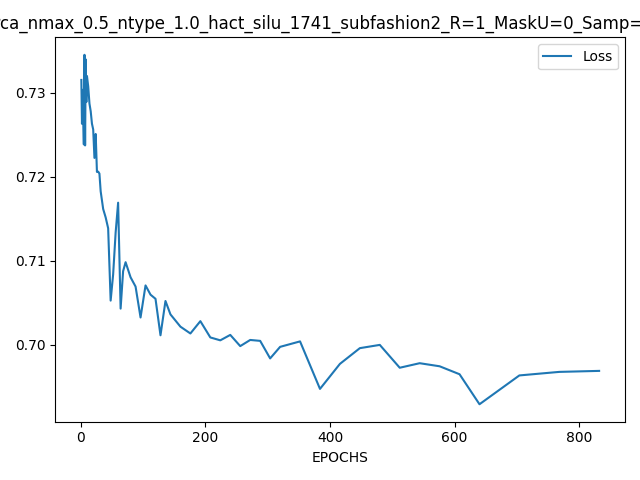 rca_nmax_0.5_ntype_1.0_hact_silu_1741_subfashion2_R=1_MaskU=0_Samp=
Loss
0.73
0.72
0.71
0.70
0 200 400 600 800
EPOCHS